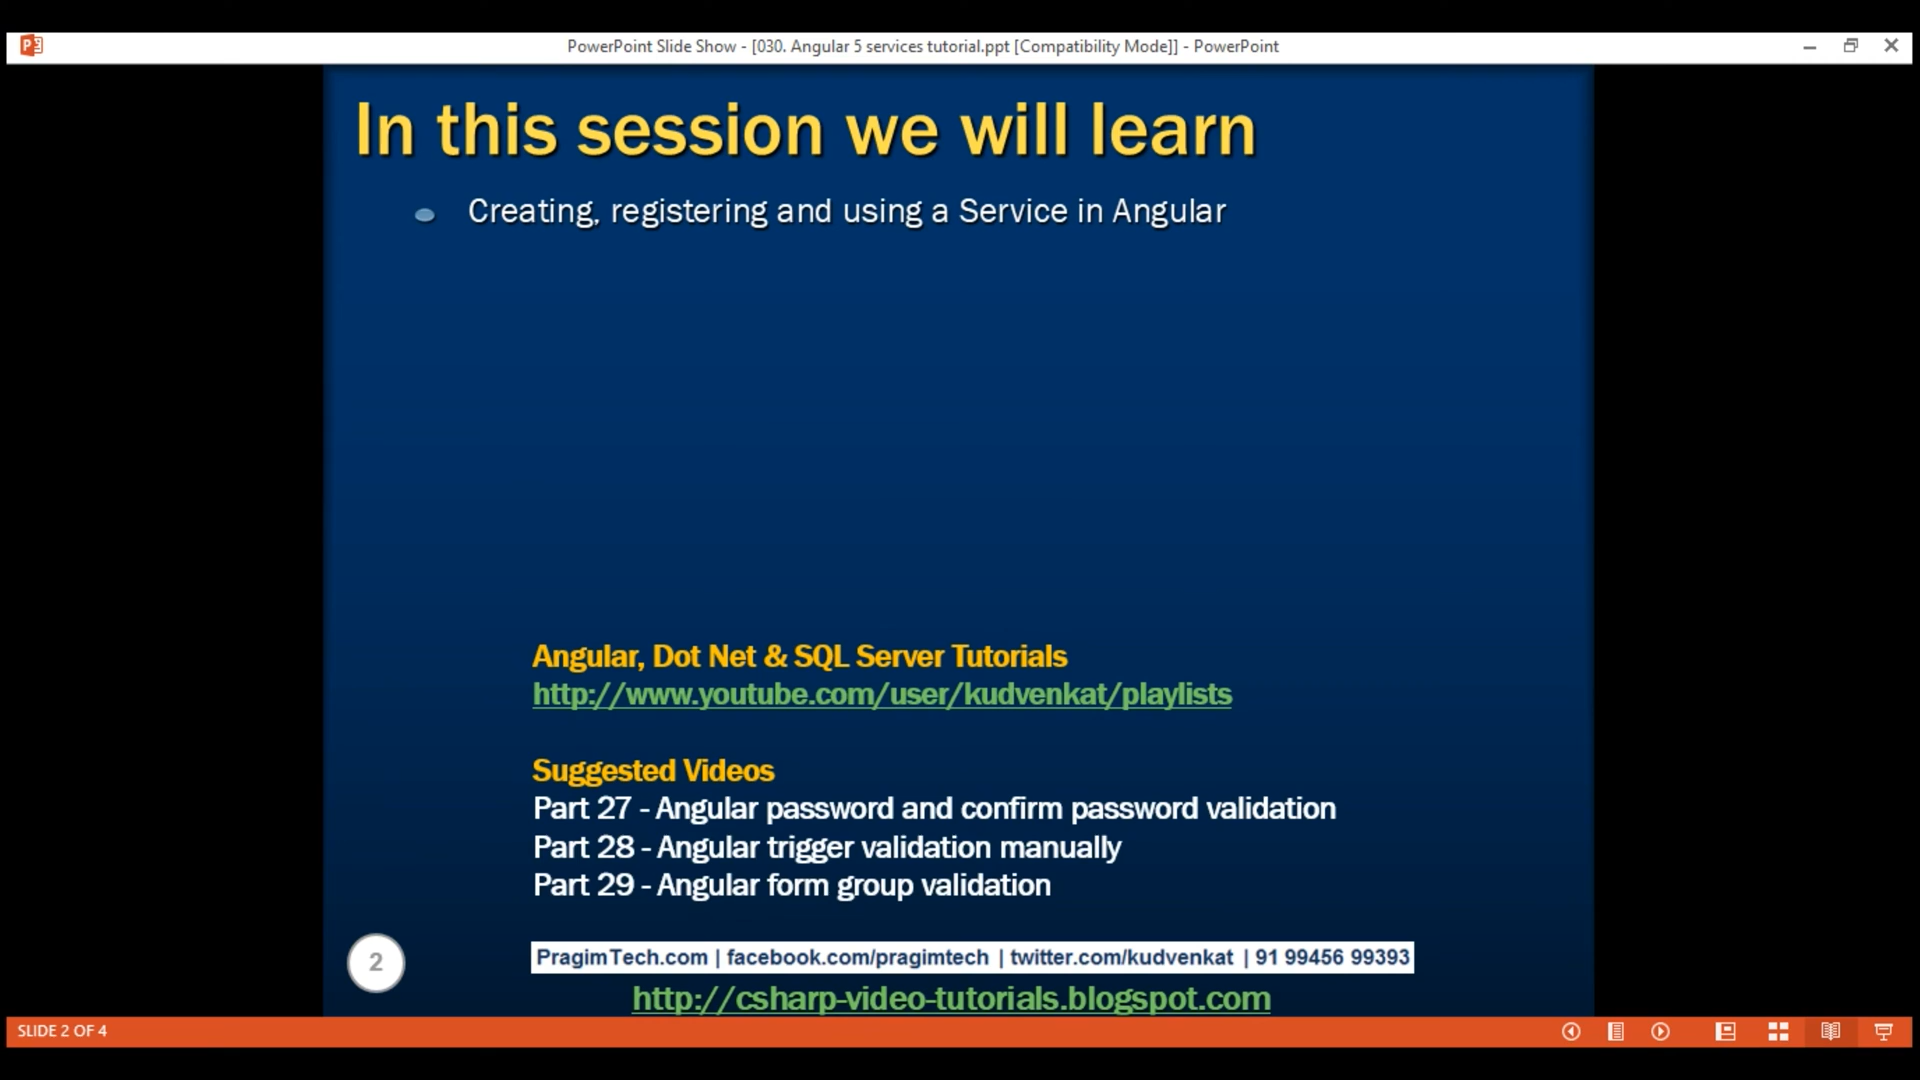 PowerPoint Slide Show - [030. Angular 5 services tutorial.ppt [Compatibility Mode]] - PowerPoint
In this session we will learn
Creating, registering and using a Service in Angular
Angular, Dot Net & SQL Server Tutorials
http://www.youtube.com/user/kudvenkat/playlists
Suggested Videos
Part 27 - Angular password and confirm password validation
Part 28 - Angular trigger validation manually
Part 29 - Angular form group validation
2
PragimTech.com | facebook.com/pragimtech | twitter.com/kudvenkat | 91 99456 99393
http://csharp-video-tutorials.blogspot.com
SLIDE 2 OF 4